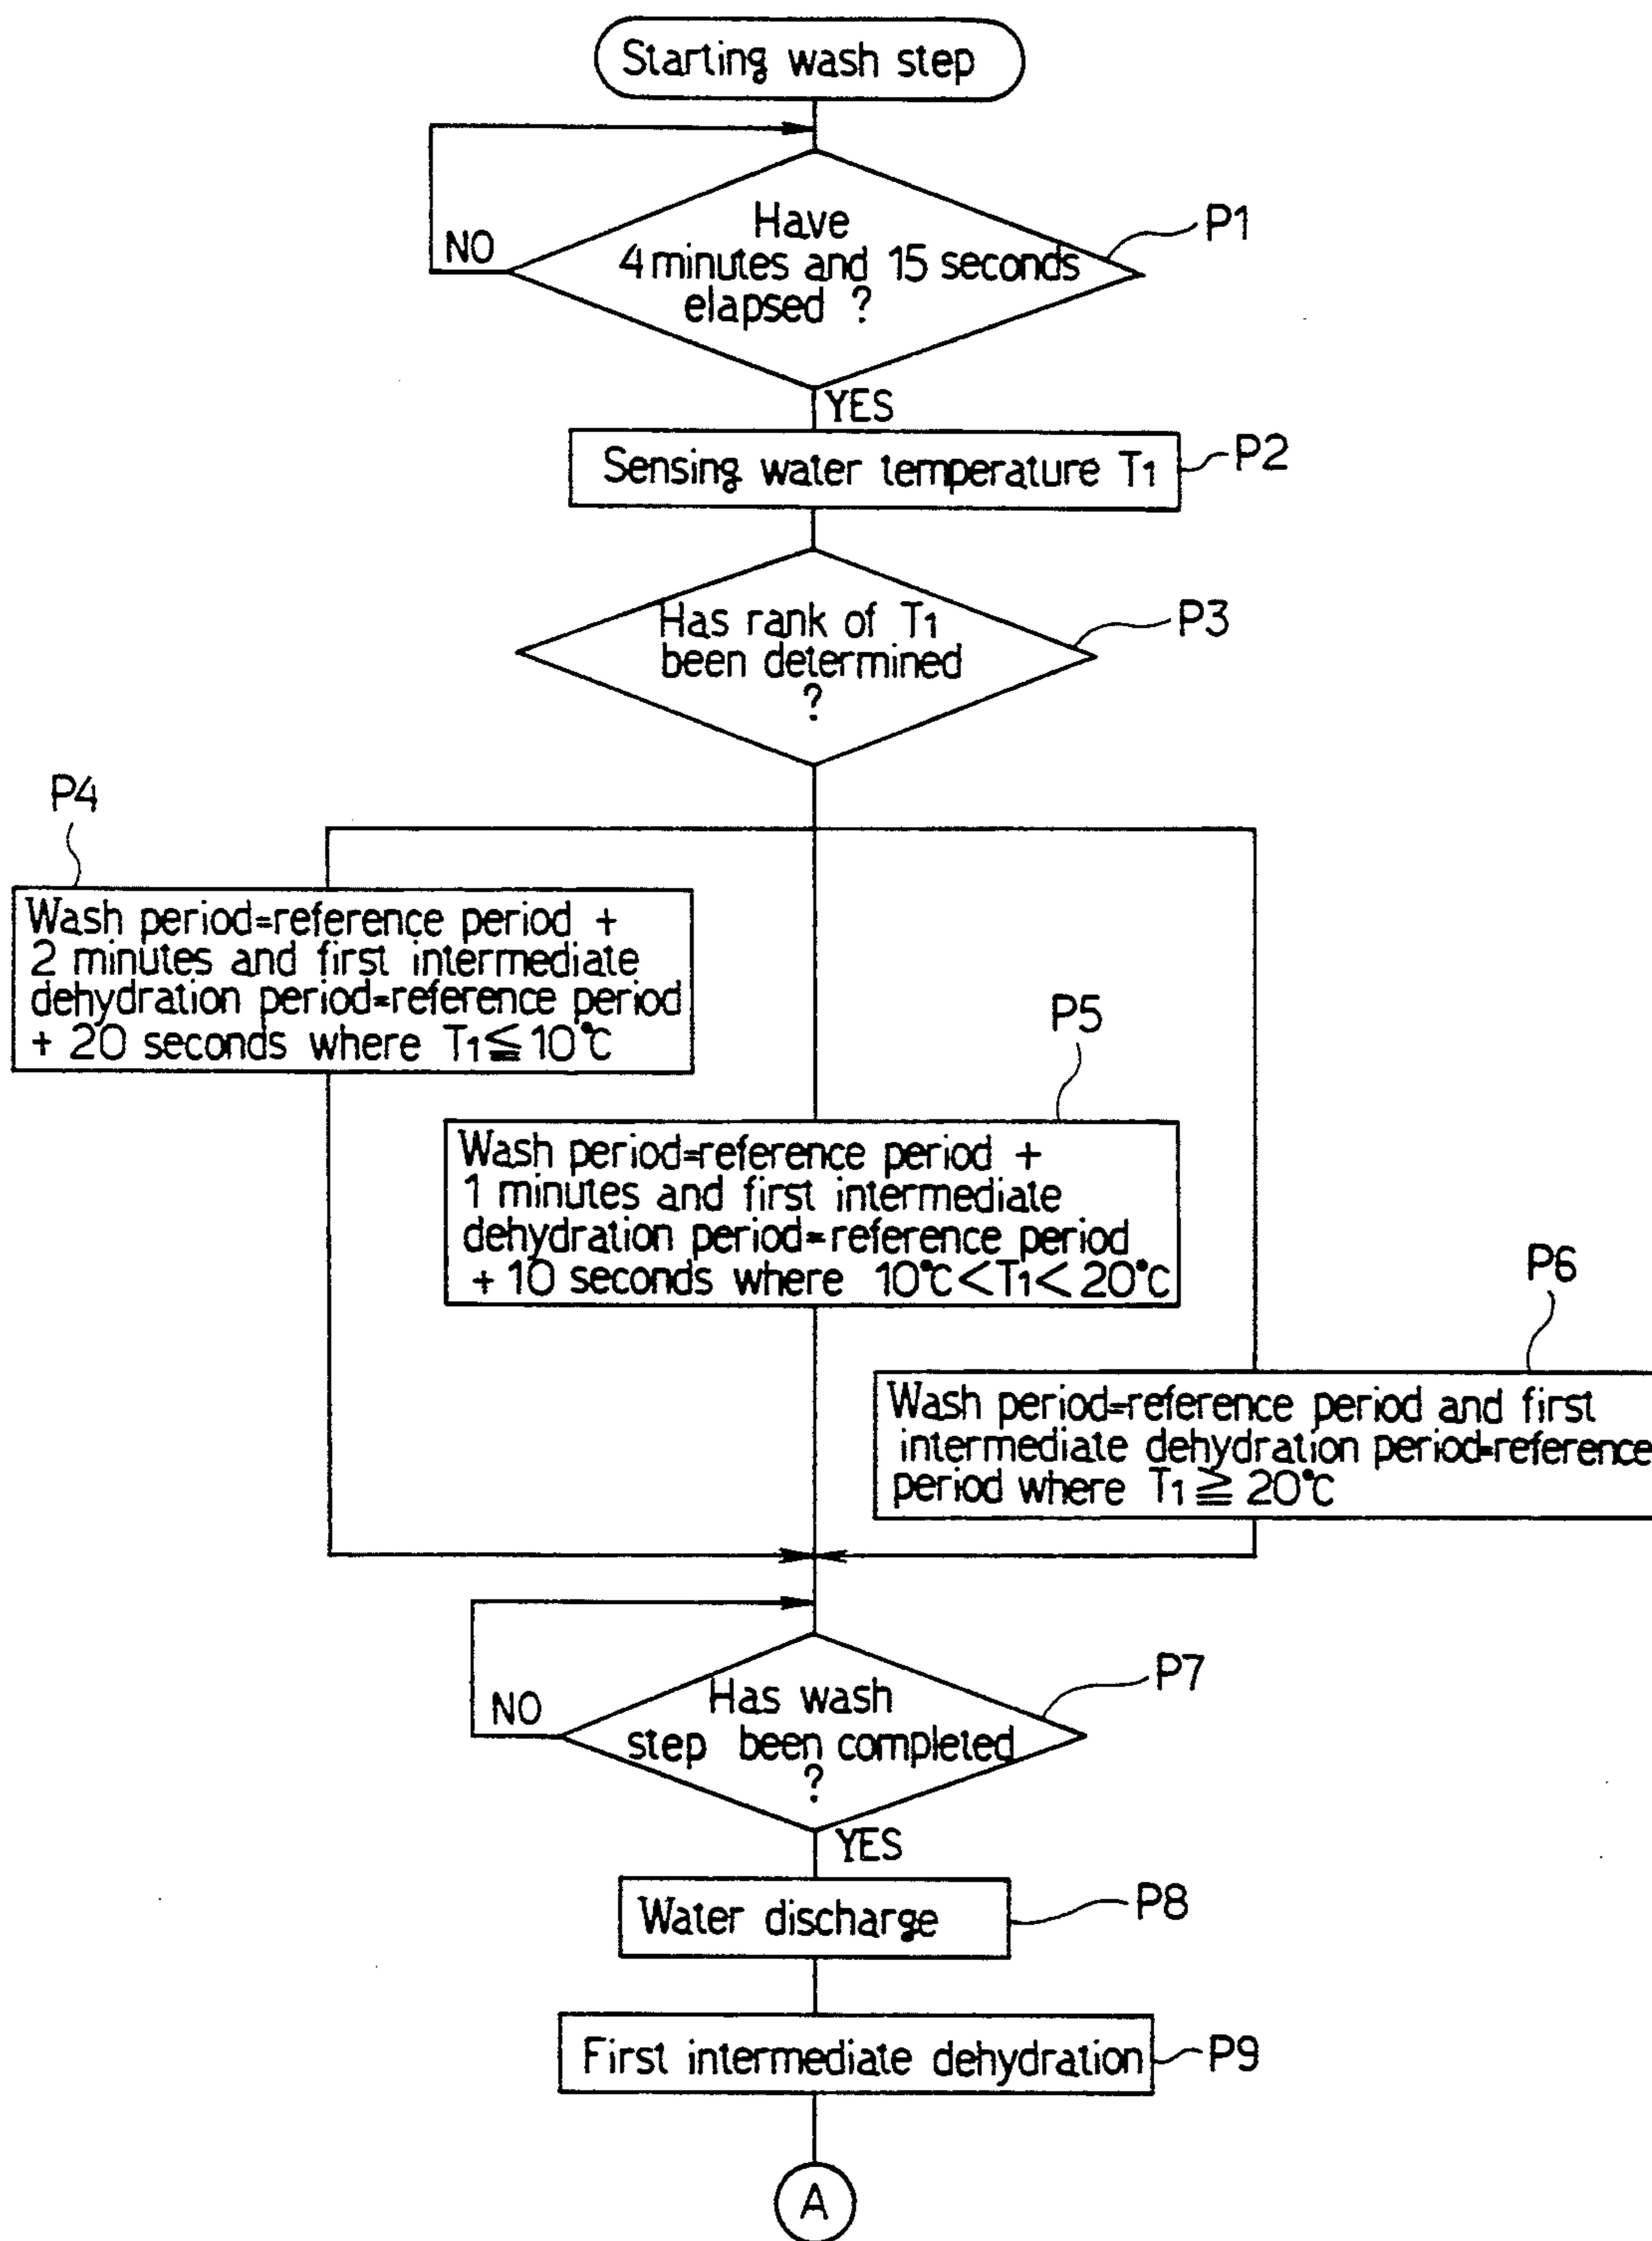 Starting wash step
Have
4 minutes and 15 seconds
elapsed ?
P1
NO
YES
Sensing water temperature T1
P2
Has rank of T1
been determined
?
P3
P4
Wash period=reference period +
2 minutes and first intermediate
dehydration period=reference period
+ 20 seconds where T1≦10℃
P5
Wash period=reference period +
1 minutes and first intermediate
dehydration period=reference period
+ 10 seconds where 10℃<T1<20℃
P6
Wash period=reference period and first
intermediate dehydration period=reference
period where T1≧20℃
Has wash
step been completed
?
P7
NO
YES
Water discharge
P8
First intermediate dehydration
P9
A